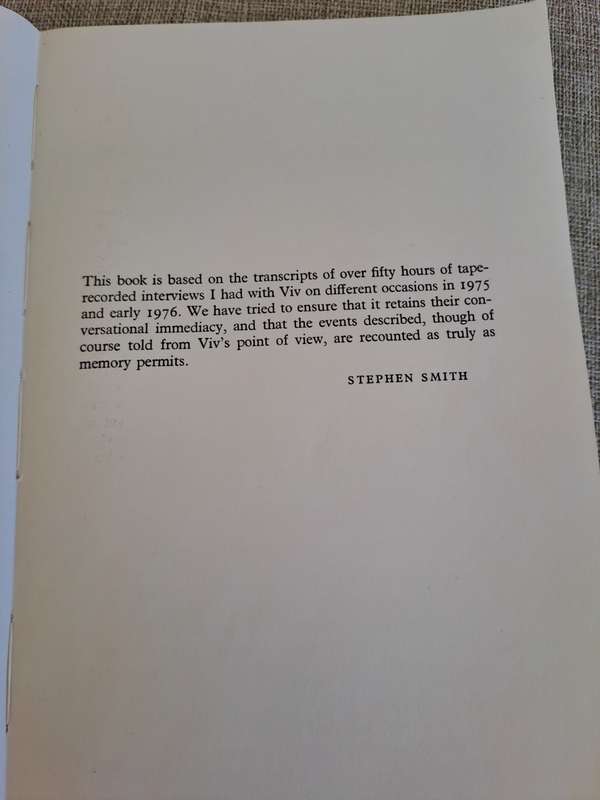 This book is based on the transcripts of over fifty hours of tape-
recorded interviews I had with Viv on different occasions in 1975
and early 1976. We have tried to ensure that it retains their con-
versational immediacy, and that the events described, though of
course told from Viv's point of view, are recounted as truly as
memory permits.
STEPHEN SMITH